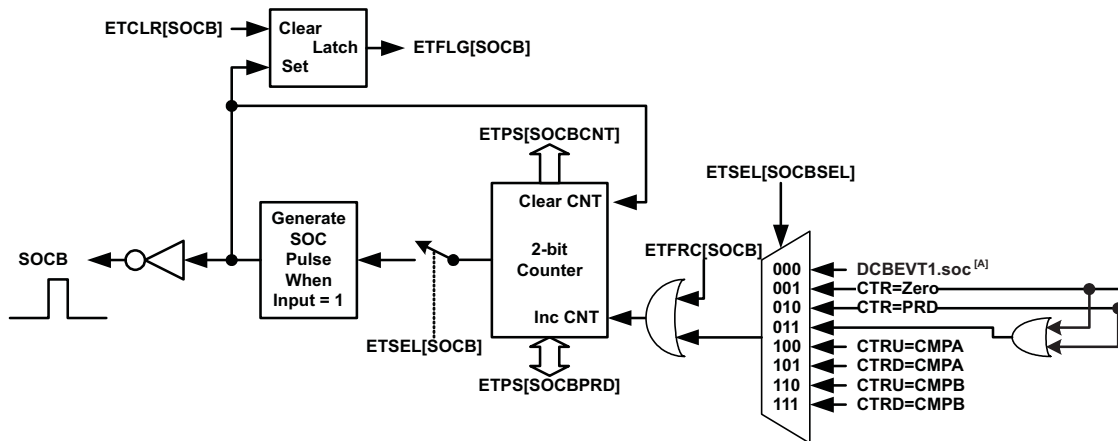 ETCLR[SOCB]
Clear
Latch
Set
ETFLG[SOCB]
ETPS[SOCBCNT]
ETSEL[SOCBSEL]
Clear CNT
2-bit
Counter
Inc CNT
Generate
SOC
Pulse
When
Input = 1
SOCB
ETSEL[SOCB]
ETPS[SOCBPRD]
ETFRC[SOCB]
000 DCBEVT1.soc [A]
001 CTR=Zero
010 CTR=PRD
011
100 CTRU=CMPA
101 CTRD=CMPA
110 CTRU=CMPB
111 CTRD=CMPB